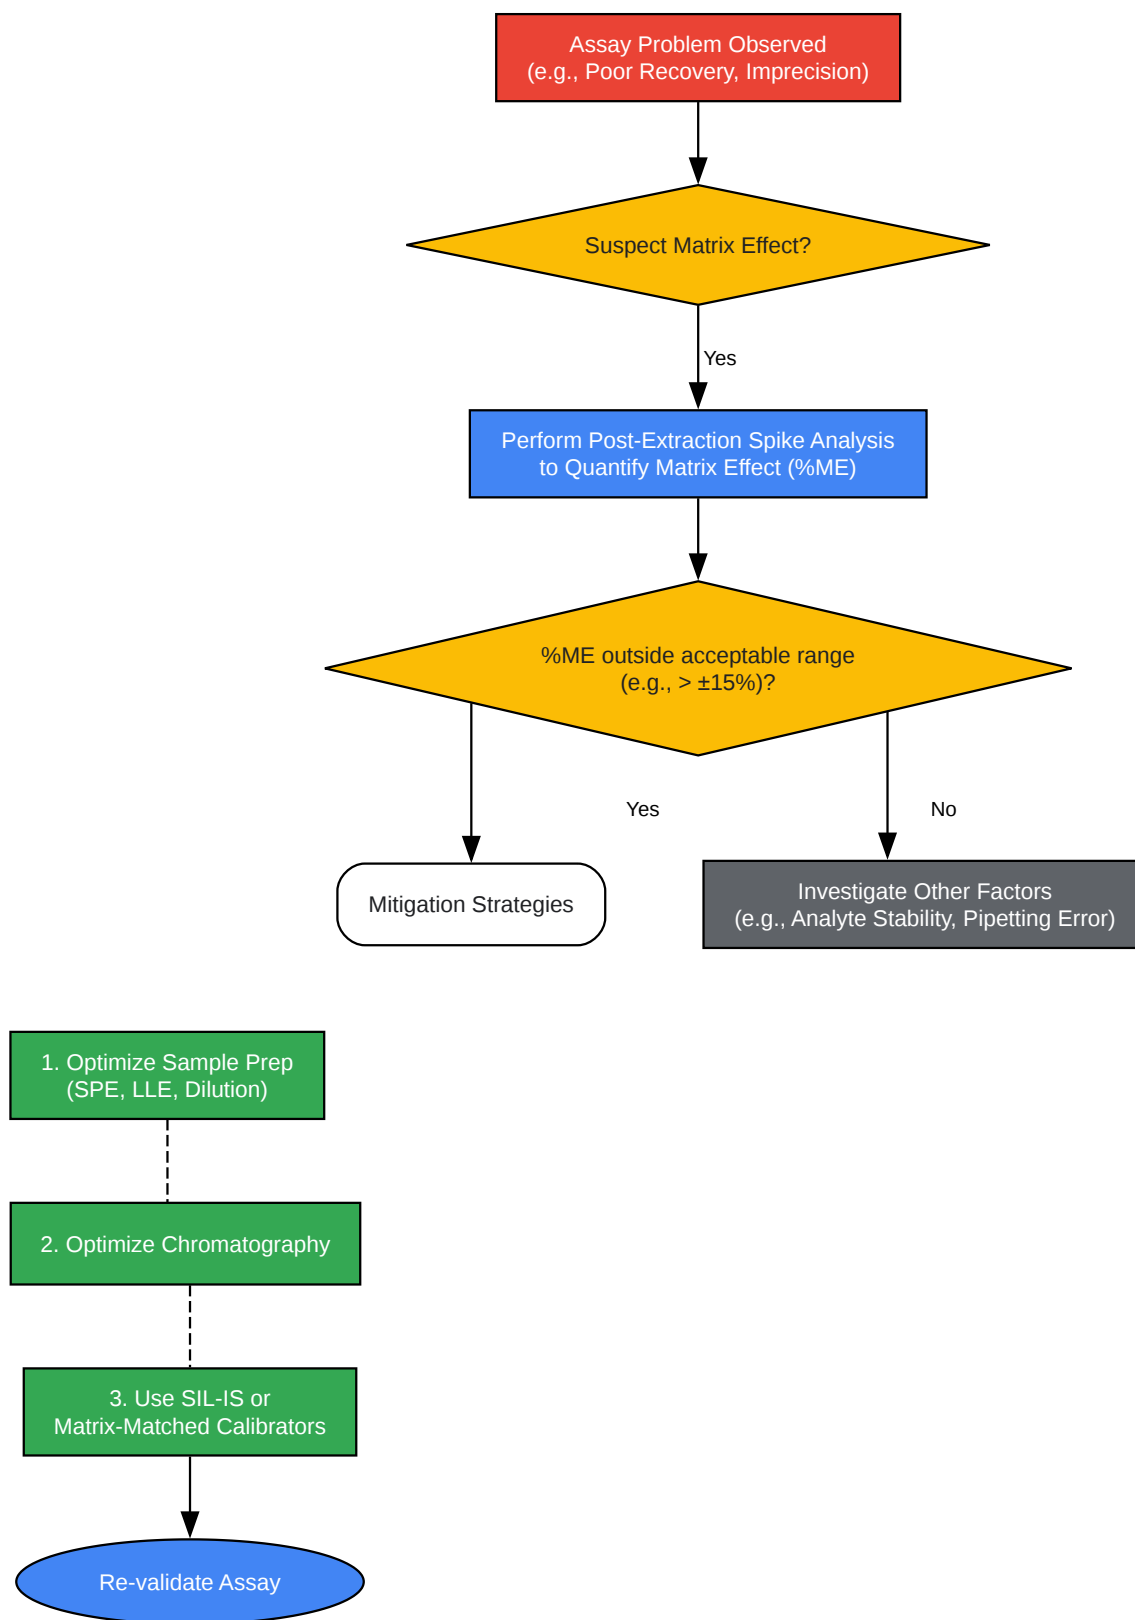 Assay Problem Observed
(e.g., Poor Recovery, Imprecision)
Suspect Matrix Effect?
Yes
Perform Post-Extraction Spike Analysis
to Quantify Matrix Effect (%ME)
%ME outside acceptable range
(e.g., > ±15%)?
Yes
No
Mitigation Strategies
Investigate Other Factors
(e.g., Analyte Stability, Pipetting Error)
1. Optimize Sample Prep
(SPE, LLE, Dilution)
2. Optimize Chromatography
3. Use SIL-IS or
Matrix-Matched Calibrators
Re-validate Assay